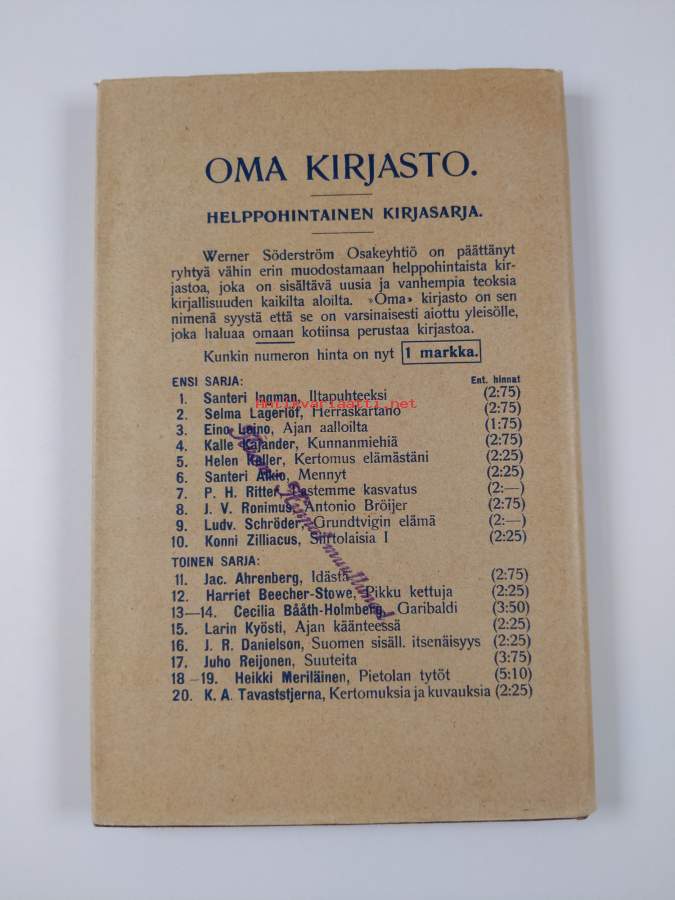 OMA KIRJASTO.
HELPPOHINTAINEN KIRJASARJA.
Werner Söderström Osakeyhtiö on päättänyt
ryhtyä vähin erin muodostamaan helppohintaista kir-
jastoa, joka on sisältävä uusia ja vanhempia teoksia
kirjallisuuden kaikilta aloilta. »Oma» kirjasto on sen
nimenä syystä että se on varsinaisesti aiottu yleisölle,
joka haluaa omaan kotiinsa perustaa kirjastoa.
Kunkin numeron hinta on nyt 1 markka.
ENSI SARJA: Ent. hinnat
1. Santeri Ingman, Iltapuhteeksi (2:75)
antikvariaatti.net
2. Selma Lagerlöf, Herraskartano (2:75)
3. Eino Leino, Ajan aalloilta (1:75)
4. Kalle Kajander, Kunnanmiehiä (2:75)
5. Helen Keller, Kertomus elämästäni (2:25)
6. Santeri Alkio, Mennyt (2:25)
7. P. H. Ritter, Lastemme kasvatus (2:—)
8. J. V. Ronimus, Antonio Bröijer (2:75)
9. Ludv. Schröder, Grundtvigin elämä (2:—)
10. Konni Zilliacus, Siirtolaisia I (2:25)
TOINEN SARJA:
11. Jac. Ahrenberg, Idästä (2:75)
12. Harriet Beecher-Stowe, Pikku kettuja (2:25)
13—14. Cecilia Bååth-Holmberg, Garibaldi (3:50)
15. Larin Kyösti, Ajan käänteessä (2:25)
16. J. R. Danielson, Suomen sisäll. itsenäisyys (2:25)
17. Juho Reijonen, Suuteita (3:75)
18—19. Heikki Meriläinen, Pietolan tytöt (5:10)
20. K. A. Tavaststjerna, Kertomuksia ja kuvauksia (2:25)